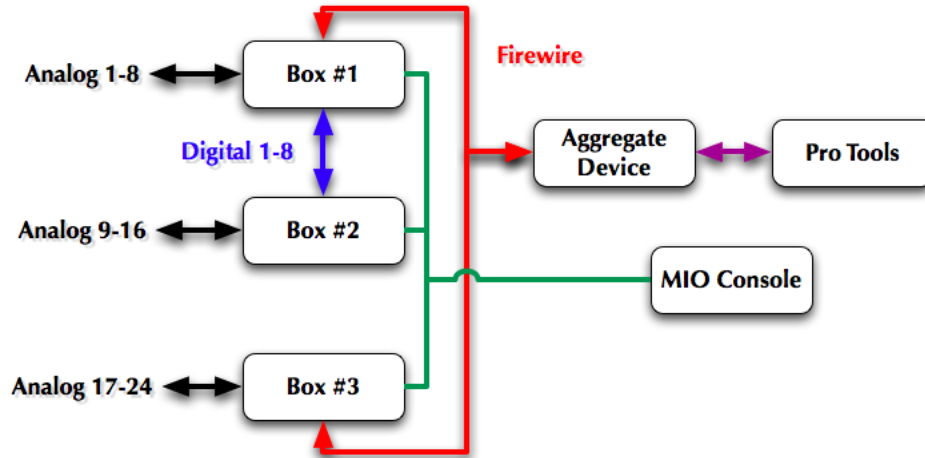 Firewire
Analog 1-8
Box #1
Digital 1-8
Aggregate
Device
Pro Tools
Analog 9-16
Box #2
MIO Console
Analog 17-24
Box #3